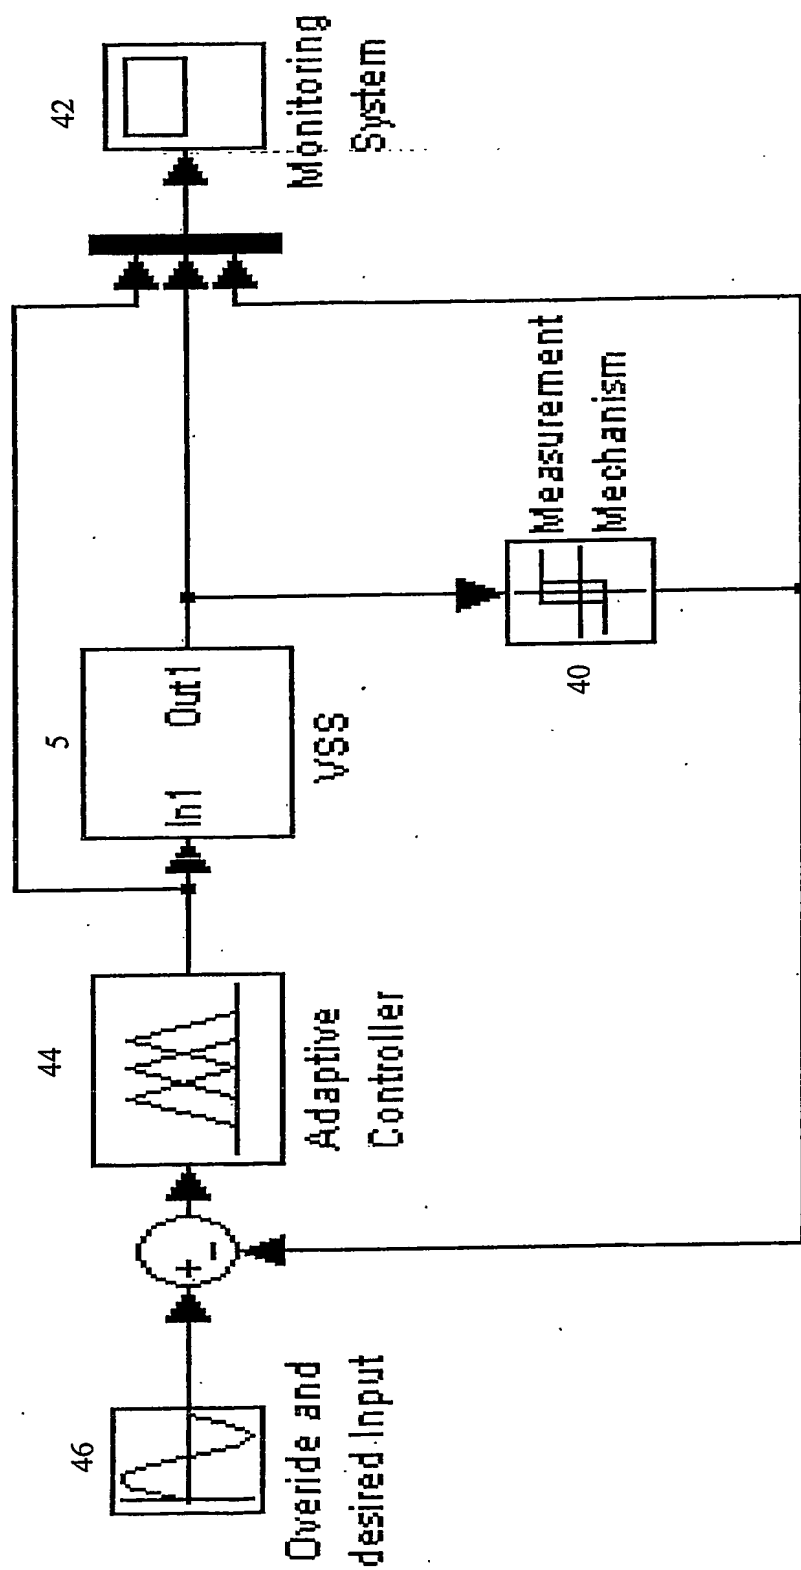 46
Overide and
desired Input
+
-
44
Adaptive
Controller
5
In1 Out1
VSS
40
Measurement
Mechanism
42
Monitoring
System